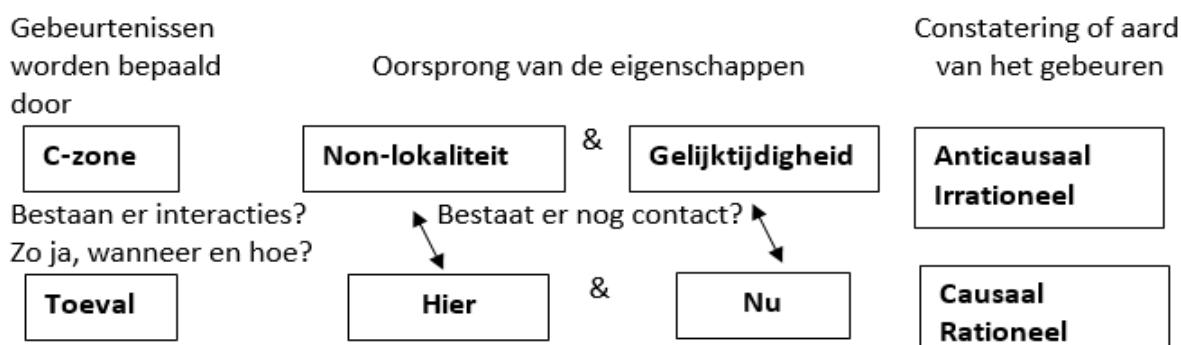 Gebeurtenissen
worden bepaald
door
Oorsprong van de eigenschappen
Constatering of aard
van het gebeuren
C-zone
Non-lokaliteit
&
Gelijktijdigheid
Anticausaal
Irrationeel
Bestaan er interacties?
Zo ja, wanneer en hoe?
Bestaat er nog contact?
Toeval
Hier
&
Nu
Causaal
Rationeel